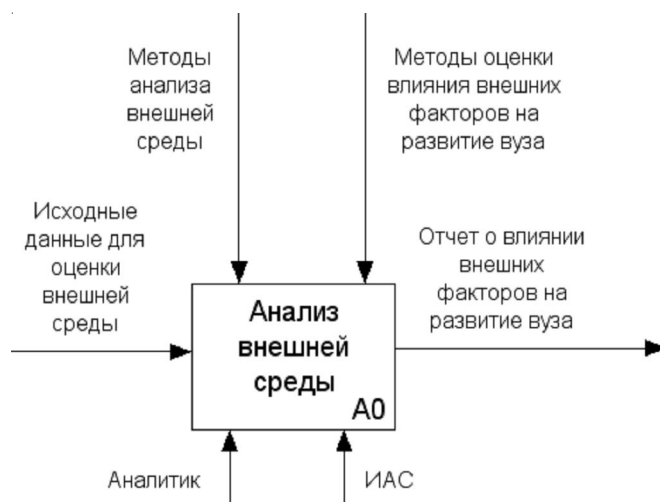 Методы
анализа
внешней
среды
Методы оценки
влияния внешних
факторов на
развитие вуза
Исходные
данные для
оценки
внешней
среды
Отчет о влиянии
внешних
факторов на
развитие вуза
Анализ
внешней
среды
А0
Аналитик
ИАС